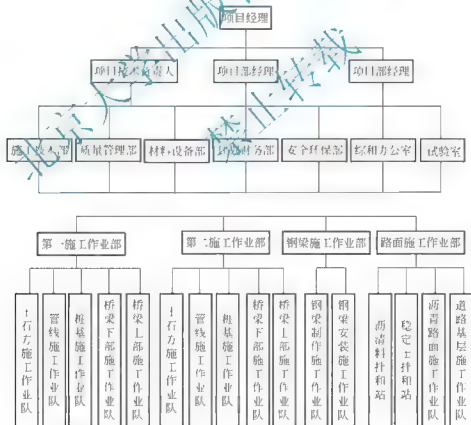 项目经理
项目技术负责人
项目部经理
项目部经理
施工技术部
质量管理部
材料设备部
计划财务部
安全环保部
综和办公室
试验室
第一施工作业部
第二施工作业部
钢梁施工作业部
路面施工作业部
土石方施工作业队
管线施工作业队
桩基施工作业队
桥梁下部施工作业队
桥梁上部施工作业队
土石方施工作业队
管线施工作业队
桩基施工作业队
桥梁下部施工作业队
桥梁上部施工作业队
钢梁制作施工作业队
钢梁安装施工作业队
沥清料拌和站
稳定土拌和站
沥青路面施工作业队
道路基层施工作业队
北京大学出版
禁止转载